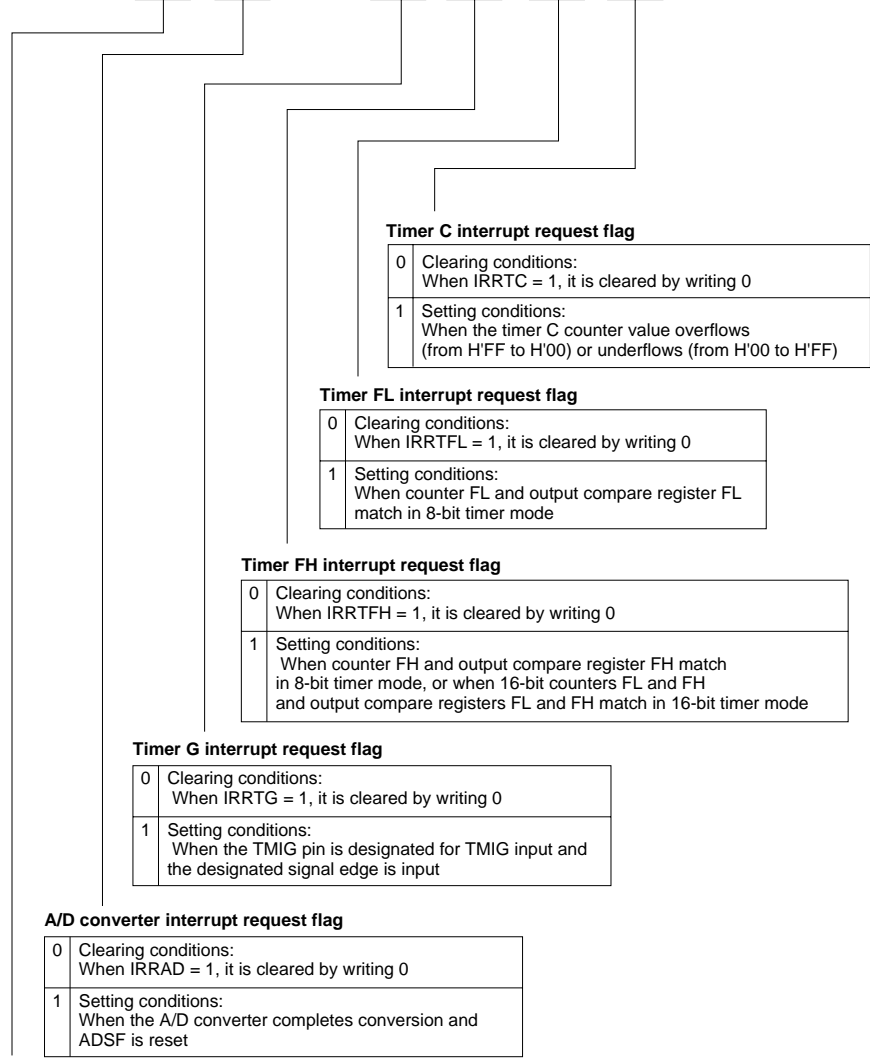 Timer C interrupt request flag
0 Clearing conditions:
When IRRTC = 1, it is cleared by writing 0
1 Setting conditions:
When the timer C counter value overflows
(from H'FF to H'00) or underflows (from H'00 to H'FF)
Timer FL interrupt request flag
0 Clearing conditions:
When IRRTFL = 1, it is cleared by writing 0
1 Setting conditions:
When counter FL and output compare register FL
match in 8-bit timer mode
Timer FH interrupt request flag
0 Clearing conditions:
When IRRTFH = 1, it is cleared by writing 0
1 Setting conditions:
When counter FH and output compare register FH match
in 8-bit timer mode, or when 16-bit counters FL and FH
and output compare registers FL and FH match in 16-bit timer mode
Timer G interrupt request flag
0 Clearing conditions:
When IRRTG = 1, it is cleared by writing 0
1 Setting conditions:
When the TMIG pin is designated for TMIG input and
the designated signal edge is input
A/D converter interrupt request flag
0 Clearing conditions:
When IRRAD = 1, it is cleared by writing 0
1 Setting conditions:
When the A/D converter completes conversion and
ADSF is reset